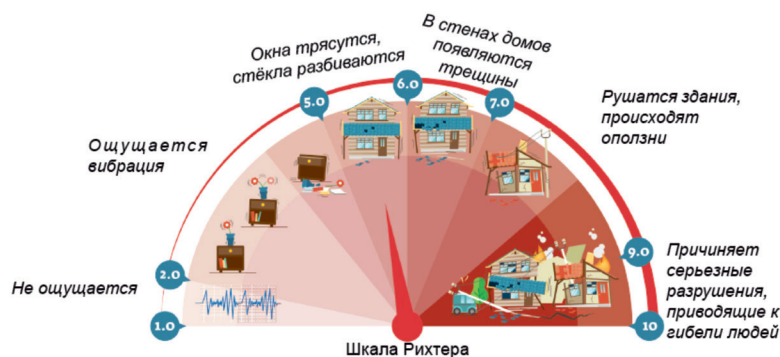 Окна трясутся,
стёкла разбиваются
В стенах домов
появляются
трещины
5.0
6.0
7.0
Рушатся здания,
происходят
оползни
Ощущается
вибрация
9.0
Причиняет
серьезные
разрушения,
приводящие к
гибели людей
2.0
Не ощущается
1.0
10
Шкала Рихтера